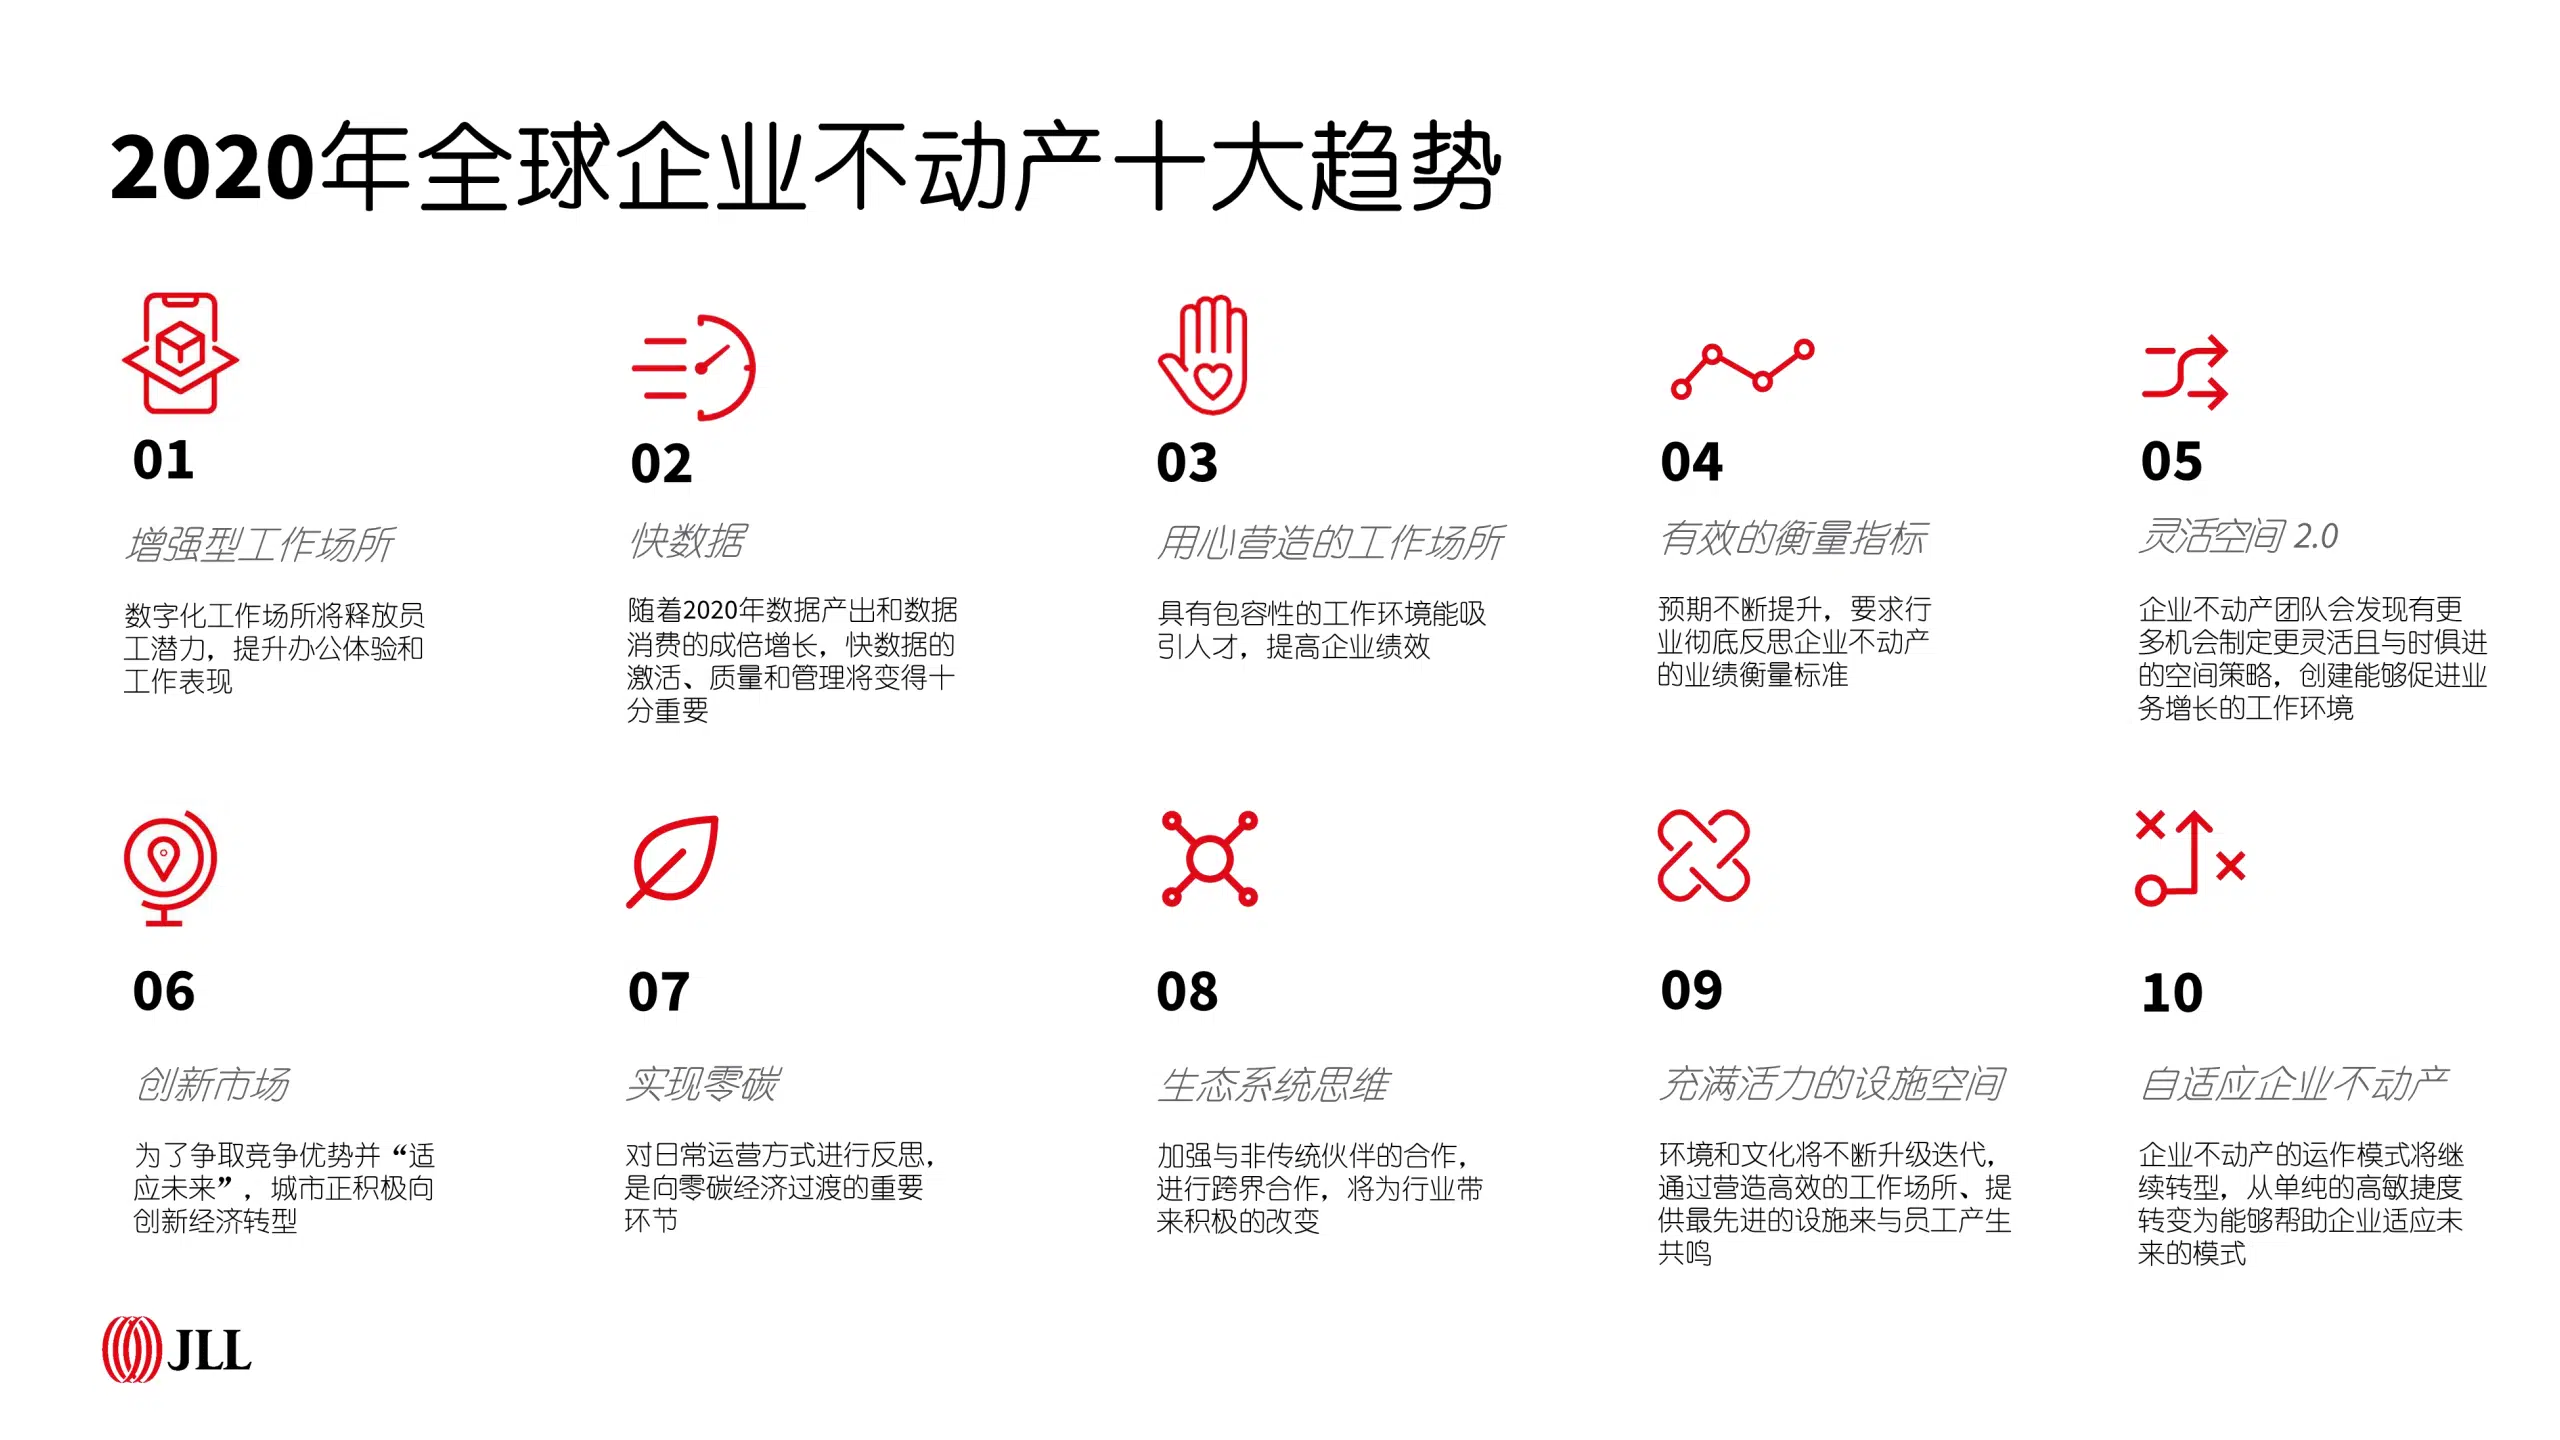 2020年全球企业不动产十大趋势
01
增强型工作场所
数字化工作场所将释放员
工潜力，提升办公体验和
工作表现
02
快数据
随着2020年数据产出和数据
消费的成倍增长，快数据的
激活、质量和管理将变得十
分重要
03
用心营造的工作场所
具有包容性的工作环境能吸
引人才，提高企业绩效
04
有效的衡量指标
预期不断提升，要求行
业彻底反思企业不动产
的业绩衡量标准
05
灵活空间 2.0
企业不动产团队会发现有更
多机会制定更灵活且与时俱进
的空间策略，创建能够促进业
务增长的工作环境
06
创新市场
为了争取竞争优势并“适
应未来”，城市正积极向
创新经济转型
07
实现零碳
对日常运营方式进行反思，
是向零碳经济过渡的重要
环节
08
生态系统思维
加强与非传统伙伴的合作，
进行跨界合作，将为行业带
来积极的改变
09
充满活力的设施空间
环境和文化将不断升级迭代，
通过营造高效的工作场所、提
供最先进的设施来与员工产生
共鸣
10
自适应企业不动产
企业不动产的运作模式将继
续转型，从单纯的高敏捷度
转变为能够帮助企业适应未
来的模式
JLL